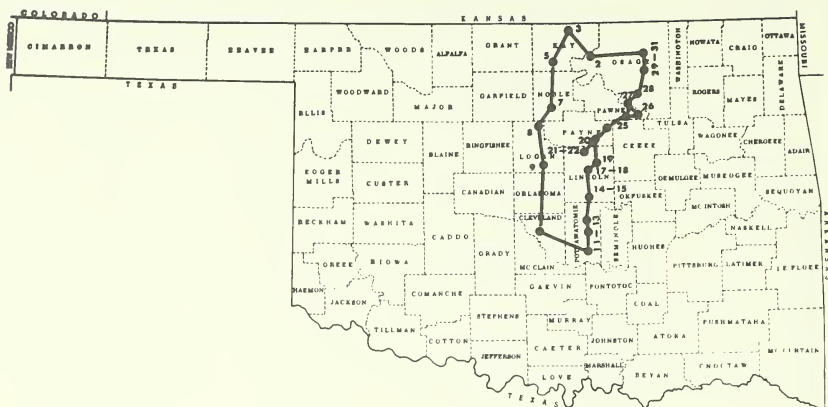 COLORADO
KANSAS
MISSOURI
NEW MEXICO
CIMARRON
TEXAS
BEAVER
HARPER
WOODS
ALFALFA
GRANT
KAY
OSAGE
WASHINGTON
NOWATA
CRAIG
OTTAWA
3
5
2
29-31
TEXAS
ELLIS
WOODWARD
MAJOR
GARFIELD
NOBLE
7
PAWNEE
27
28
26
ROGERS
MAYES
DELAWARE
TULSA
DEWEY
BLAINE
KINGFISHER
8
PAYNE
25
20
21-22
WAGONER
CHEROKEE
ADAIR
LOGAN
9
CREEK
19
17-18
ROGER MILLS
CUSTER
CANADIAN
OKLAHOMA
LINCOLN
14-15
OKFUSKEE
OKMULGEE
MUSKOGEE
SEQUOYAH
MCINTOSH
BECKHAM
WASHITA
CADDO
CLEVELAND
POTTAWATOMIE
11-13
SEMINOLE
HASKELL
GREER
KIOWA
GRADY
HUGHES
MCCLAIN
PITTSBURG
LATIMER
LE FLORE
HARMON
JACKSON
COMANCHE
GARVIN
PONTOTOC
COAL
STEPHENS
MURRAY
TILLMAN
COTTON
JOHNSTON
ATOKA
PUSHMATAHA
JEFFERSON
CARTER
MARSHALL
BRYAN
CHOCTAW
MCCURTAIN
LOVE
TEXAS